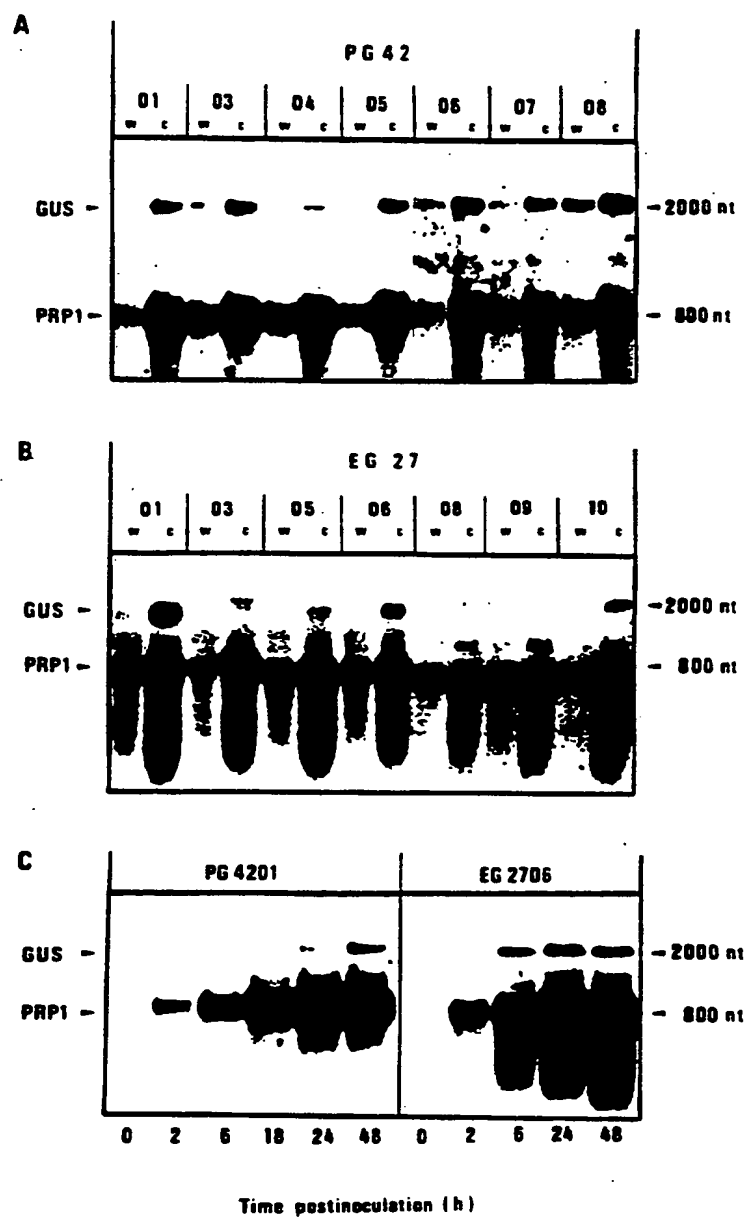 A
PG42
01 03 04 05 06 07 08
w c w c w c w c w c w c w c
GUS 2000 nt
PRP1 800 nt
B
EG 27
01 03 05 06 08 09 10
w c w c w c w c w c w c w c
GUS 2000 nt
PRP1 800 nt
C
PG 4201 EG 2706
GUS 2000 nt
PRP1 800 nt
0 2 6 18 24 48 0 2 6 24 48
Time postinoculation (h)